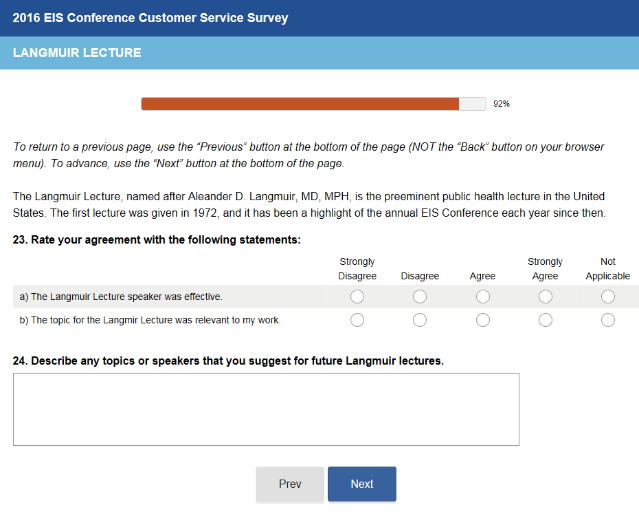 2016 EIS Conference Customer Service Survey
LANGMUIR LECTURE
92%
To return to a previous page, use the "Previous" button at the bottom of the page (NOT the "Back" button on your browser
menu). To advance, use the "Next" button at the bottom of the page.
The Langmuir Lecture, named after Aleander D. Langmuir, MD, MPH, is the preeminent public health lecture in the United
States. The first lecture was given in 1972, and it has been a highlight of the annual EIS Conference each year since then.
23. Rate your agreement with the following statements:
Strongly Disagree Disagree Agree Strongly Agree Not Applicable
a) The Langmuir Lecture speaker was effective.
b) The topic for the Langmir Lecture was relevant to my work.
24. Describe any topics or speakers that you suggest for future Langmuir lectures.
Prev Next